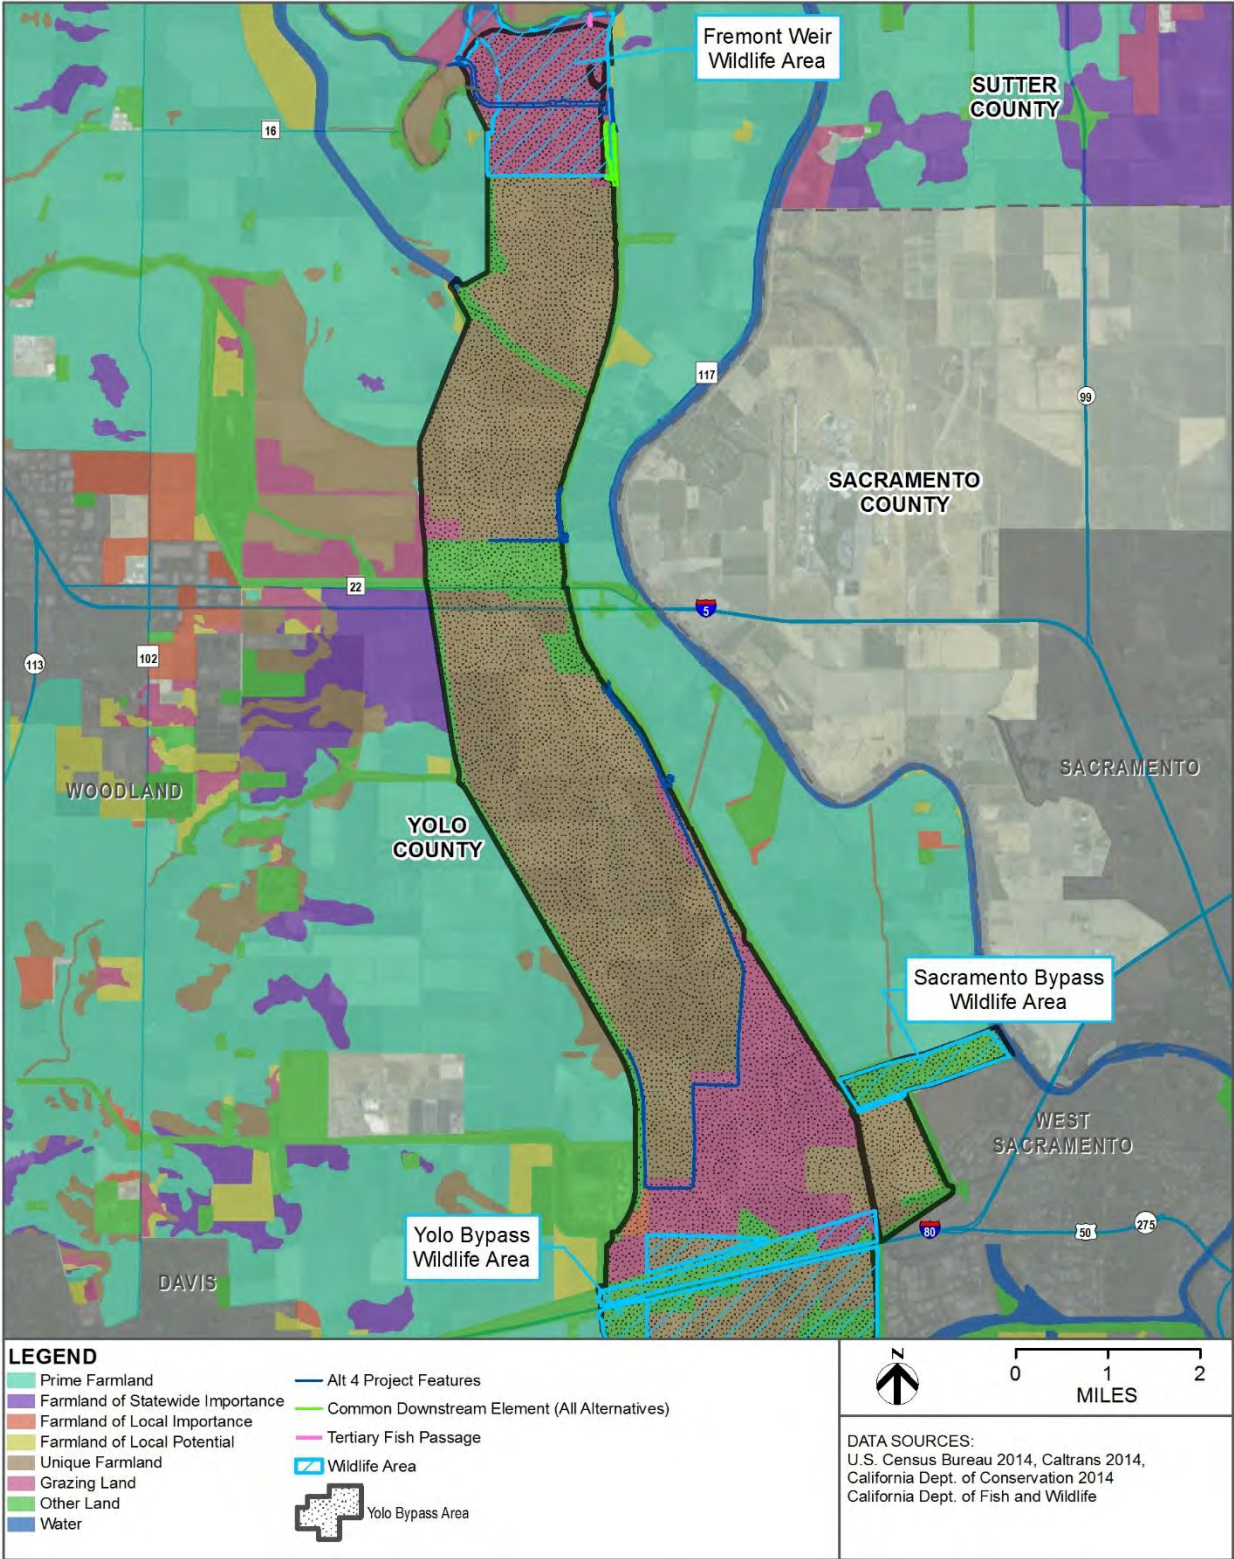 Fremont Weir
Wildlife Area
SUTTER
COUNTY
16
117
99
SACRAMENTO
COUNTY
22
5
102
113
SACRAMENTO
WOODLAND
YOLO
COUNTY
Sacramento Bypass
Wildlife Area
WEST
SACRAMENTO
Yolo Bypass
Wildlife Area
80
50
275
DAVIS
LEGEND
Prime Farmland
Farmland of Statewide Importance
Farmland of Local Importance
Farmland of Local Potential
Unique Farmland
Grazing Land
Other Land
Water
Alt 4 Project Features
Common Downstream Element (All Alternatives)
Tertiary Fish Passage
Wildlife Area
Yolo Bypass Area
N
0 1 2
MILES
DATA SOURCES:
U.S. Census Bureau 2014, Caltrans 2014,
California Dept. of Conservation 2014
California Dept. of Fish and Wildlife